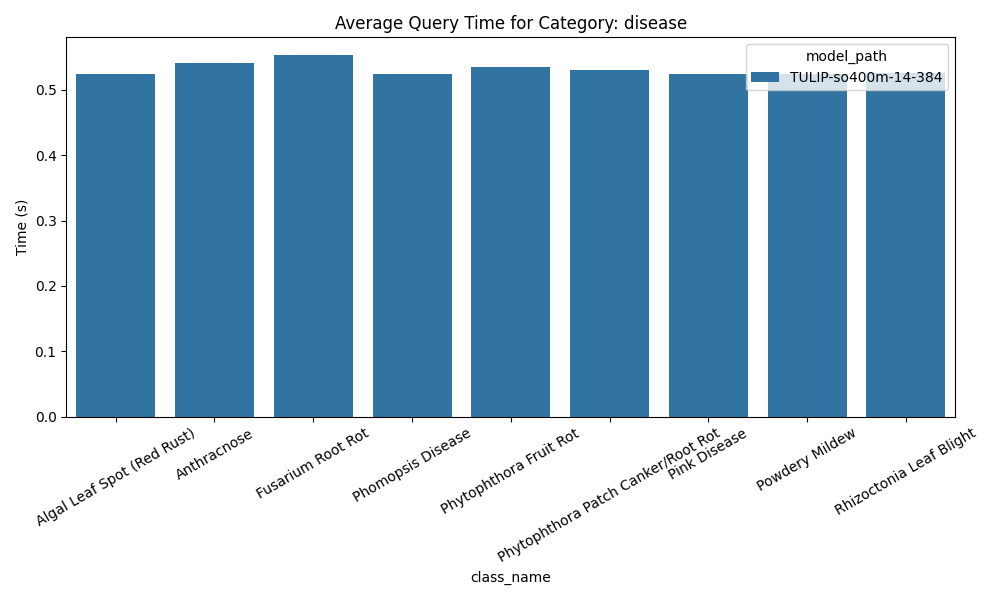 Average Query Time for Category: disease
model_path
TULIP-so400m-14-384
Time (s)
0.5
0.4
0.3
0.2
0.1
0.0
Algal Leaf Spot (Red Rust)
Anthracnose
Fusarium Root Rot
Phomopsis Disease
Phytophthora Fruit Rot
Phytophthora Patch Canker/Root Rot
Pink Disease
Powdery Mildew
Rhizoctonia Leaf Blight
class_name